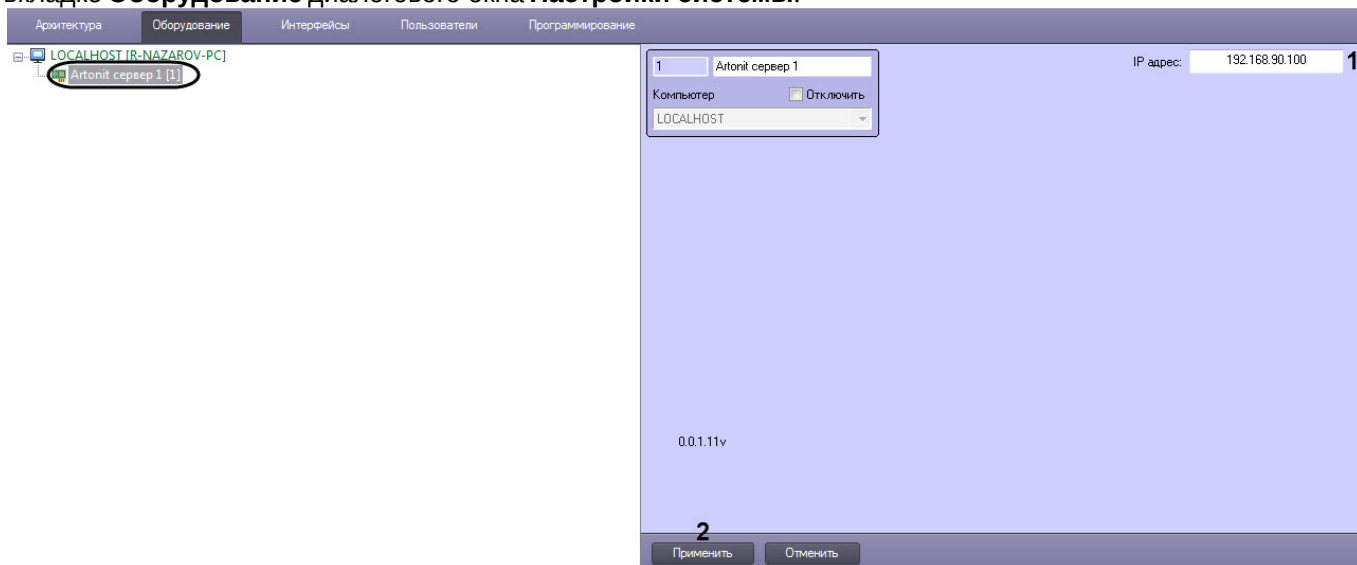 вкладке Оборудование диалогового окна Настройки системы.
Архитектура Оборудование Интерфейсы Пользователи Программирование
LOCALHOST [R-NAZAROV-PC]
Artonit сервер 1 [1]
1 Artonit сервер 1
IP адрес: 192.168.90.100 1
Компьютер Отключить
LOCALHOST
0.0.1.11v
2
Применить Отменить